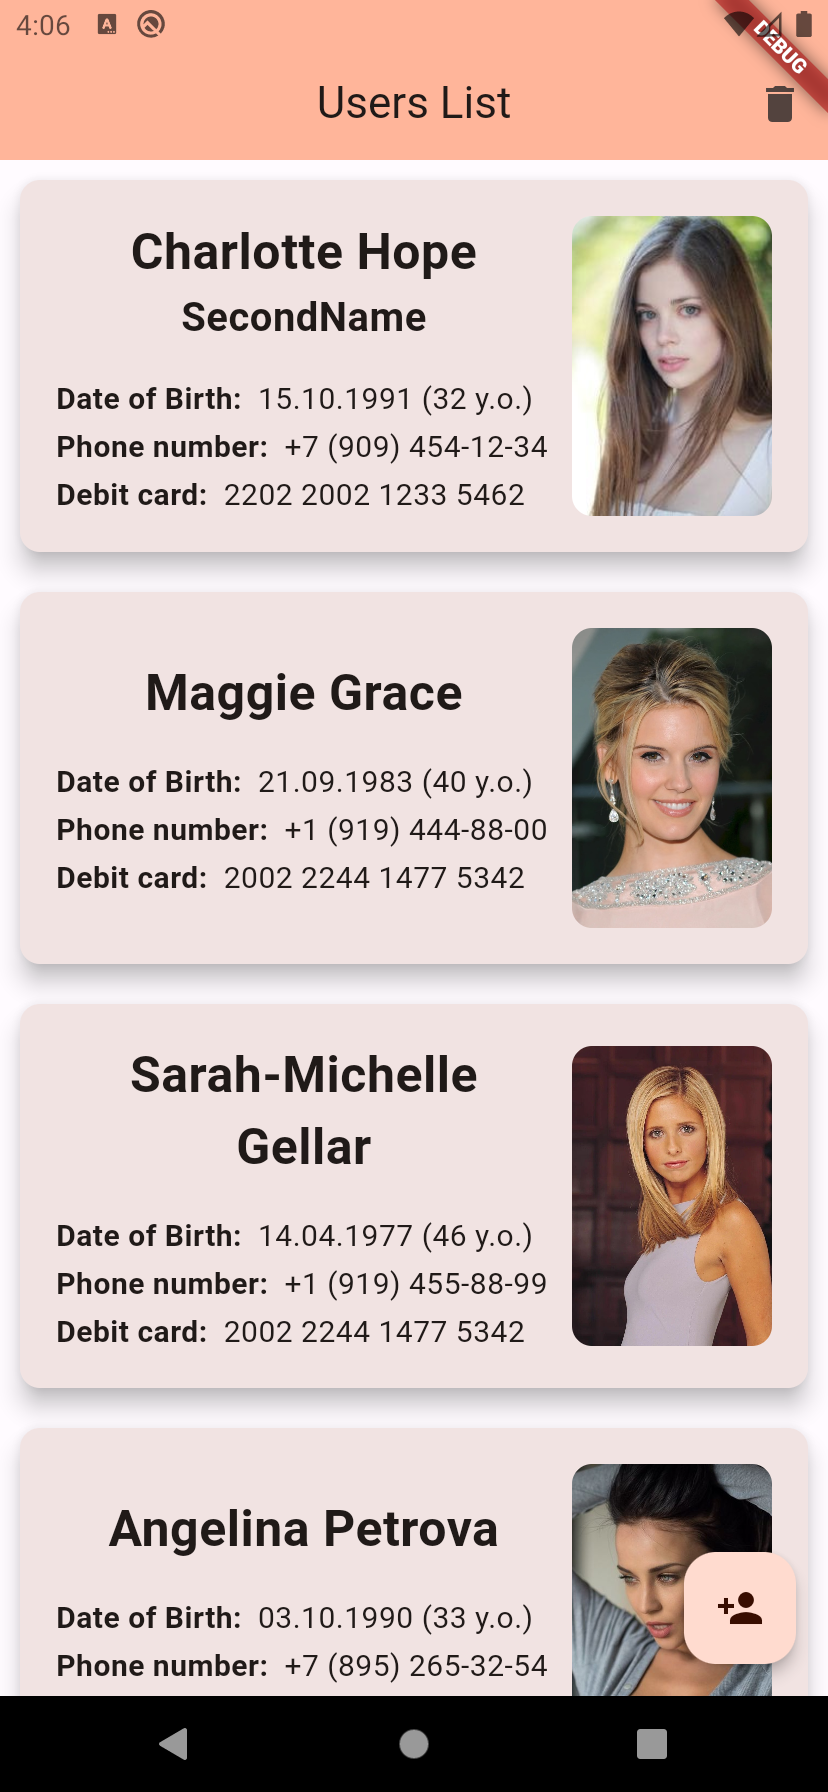 4:06
DEBUG
Users List
Charlotte Hope
SecondName
Date of Birth: 15.10.1991 (32 y.o.)
Phone number: +7 (909) 454-12-34
Debit card: 2202 2002 1233 5462
Maggie Grace
Date of Birth: 21.09.1983 (40 y.o.)
Phone number: +1 (919) 444-88-00
Debit card: 2002 2244 1477 5342
Sarah-Michelle
Gellar
Date of Birth: 14.04.1977 (46 y.o.)
Phone number: +1 (919) 455-88-99
Debit card: 2002 2244 1477 5342
Angelina Petrova
Date of Birth: 03.10.1990 (33 y.o.)
Phone number: +7 (895) 265-32-54